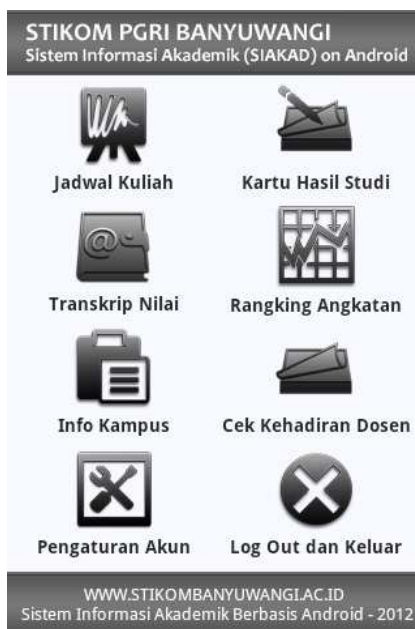 STIKOM PGRI BANYUWANGI
Sistem Informasi Akademik (SIAKAD) on Android
Jadwal Kuliah
Kartu Hasil Studi
Transkrip Nilai
Rangking Angkatan
Info Kampus
Cek Kehadiran Dosen
Pengaturan Akun
Log Out dan Keluar
WWW.STIKOMBANYUWANGI.AC.ID
Sistem Informasi Akademik Berbasis Android - 2012